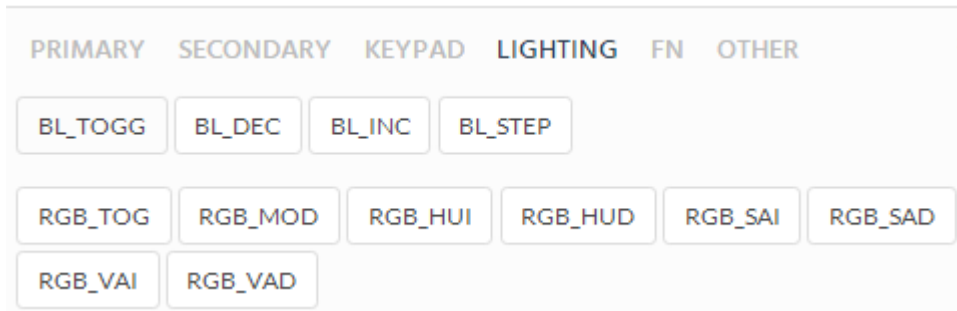 PRIMARY SECONDARY KEYPAD LIGHTING FN OTHER
BL_TOGG BL_DEC BL_INC BL_STEP
RGB_TOG RGB_MOD RGB_HUI RGB_HUD RGB_SAI RGB_SAD
RGB_VAI RGB_VAD